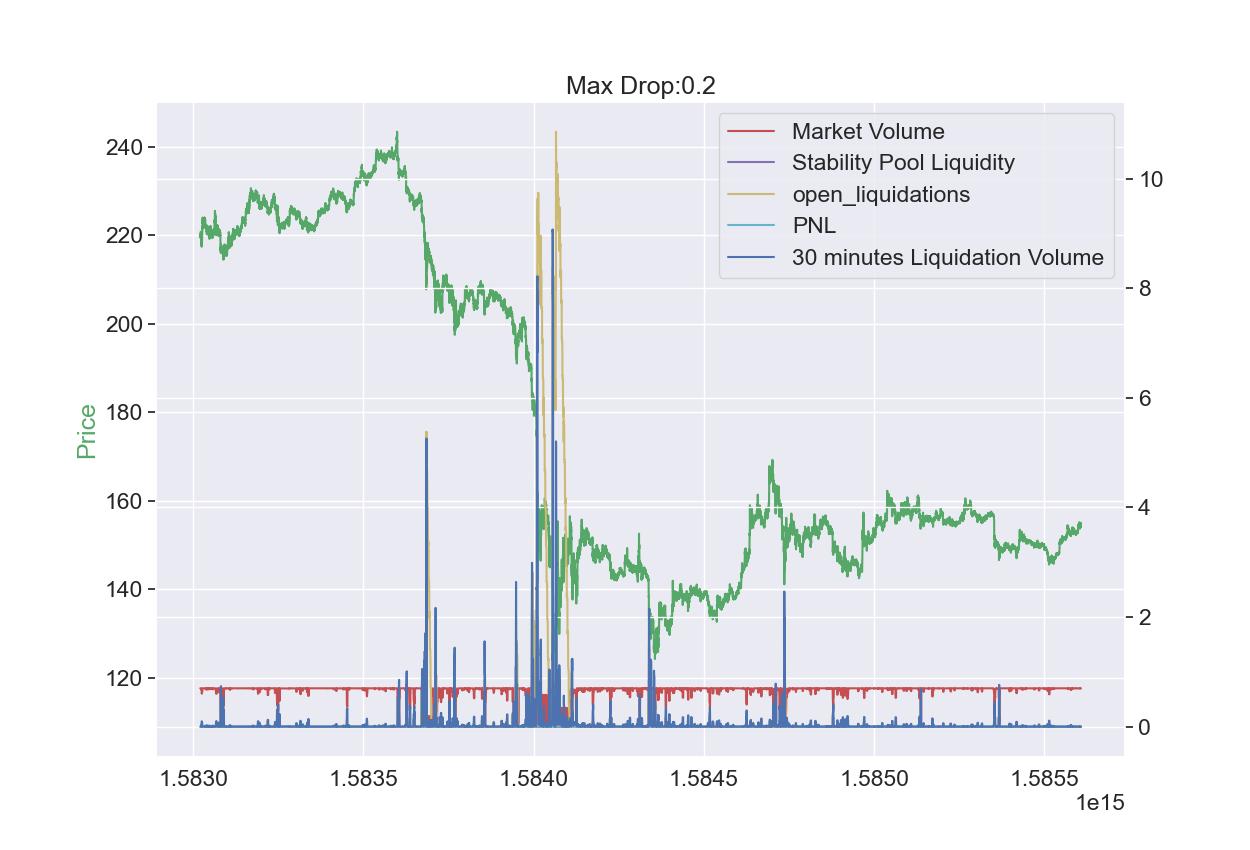 Max Drop:0.2
Market Volume
Stability Pool Liquidity
open_liquidations
PNL
30 minutes Liquidation Volume
Price
240
220
200
180
160
140
120
10
8
6
4
2
0
1.5830 1.5835 1.5840 1.5845 1.5850 1.5855
1e15